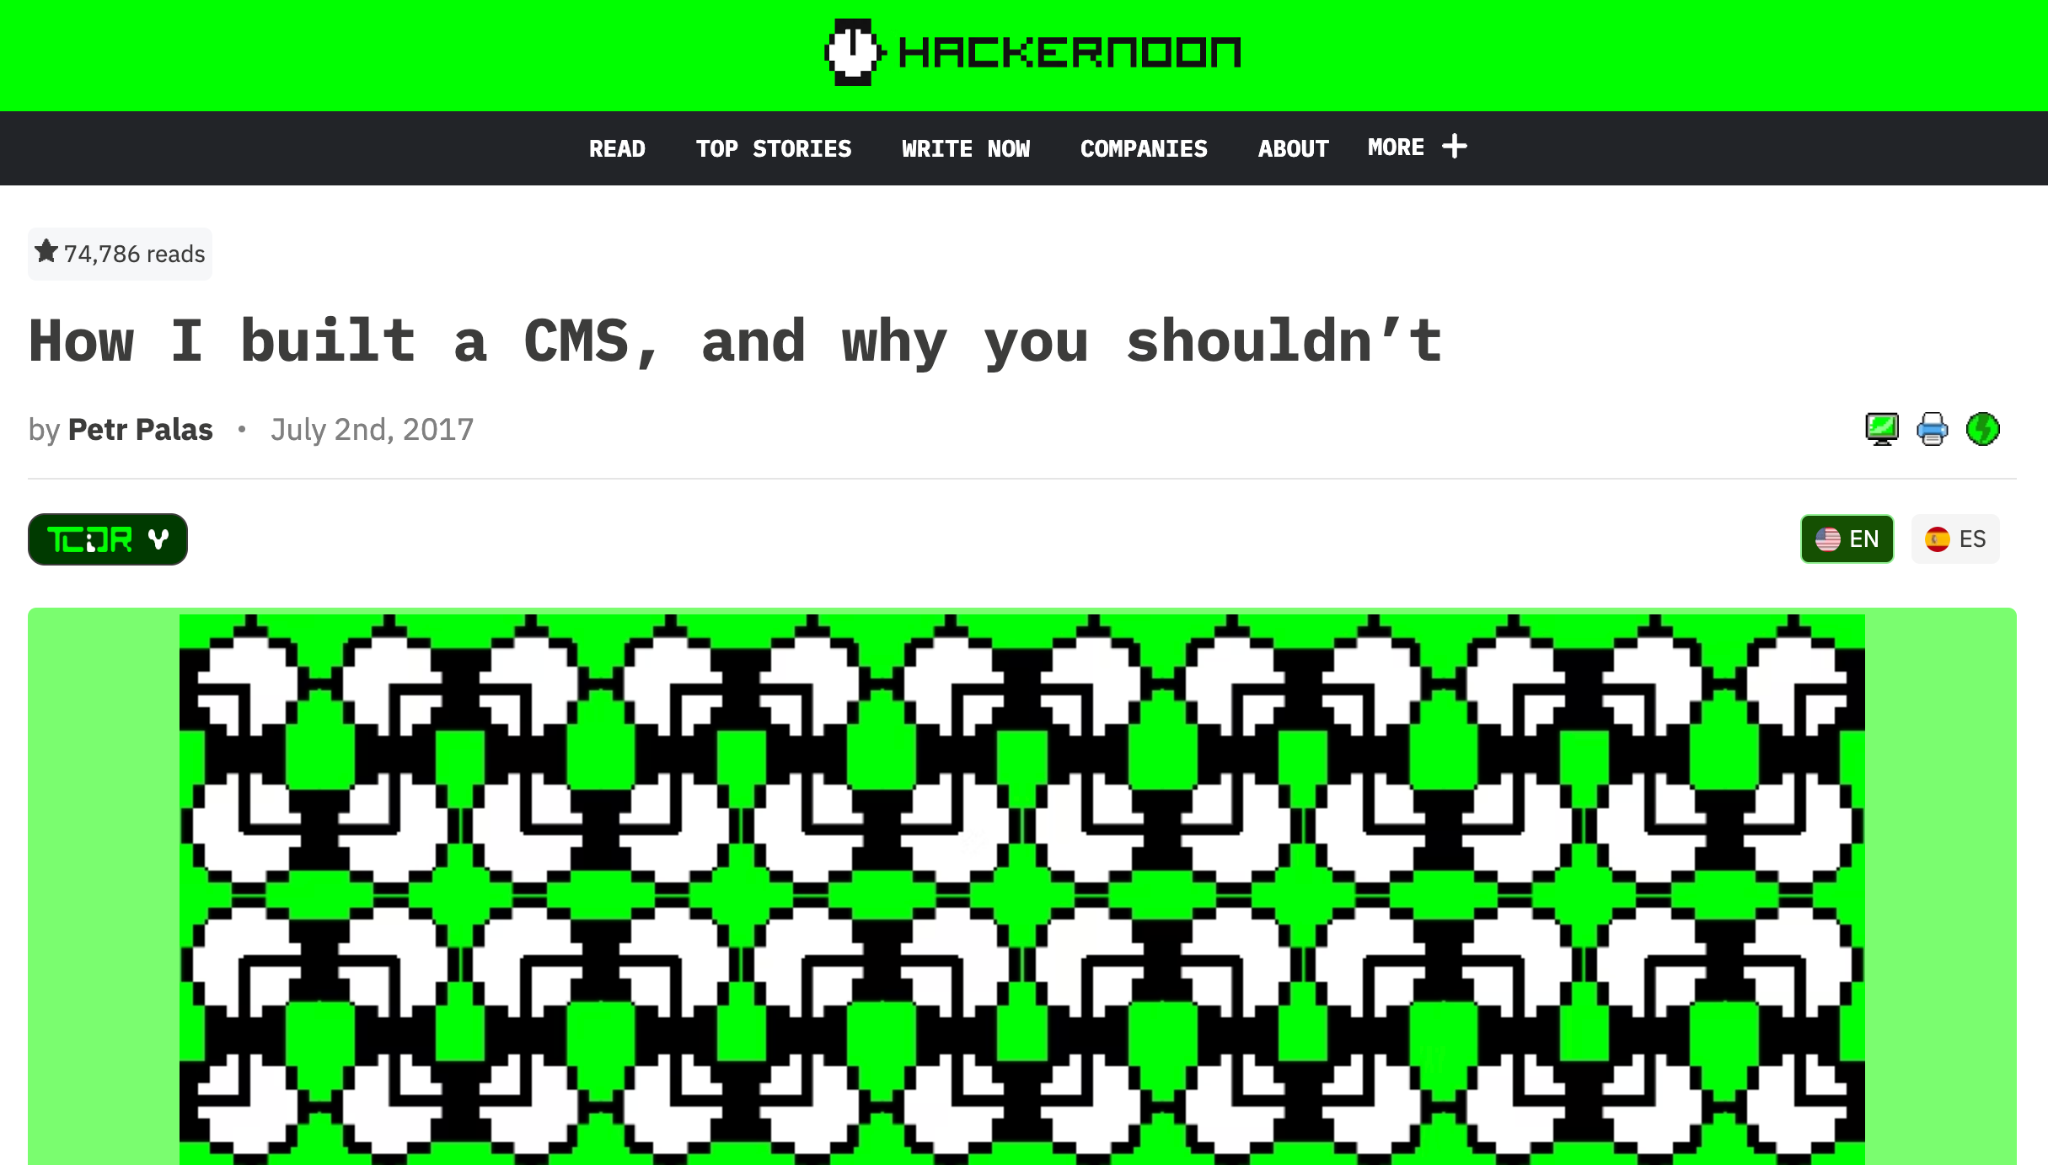 HACKERNOON
READ TOP STORIES WRITE NOW COMPANIES ABOUT MORE
74,786 reads
How I built a CMS, and why you shouldn’t
by Petr Palas • July 2nd, 2017
TLDR
EN ES